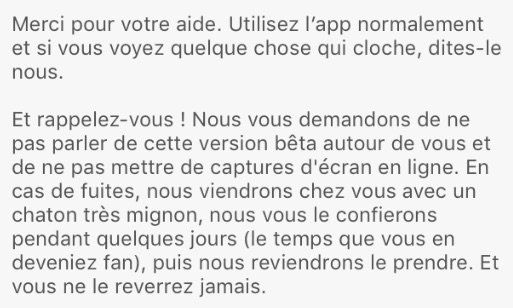 Merci pour votre aide. Utilisez l’app normalement
et si vous voyez quelque chose qui cloche, dites-le
nous.
Et rappelez-vous ! Nous vous demandons de ne
pas parler de cette version bêta autour de vous et
de ne pas mettre de captures d'écran en ligne. En
cas de fuites, nous viendrons chez vous avec un
chaton très mignon, nous vous le confierons
pendant quelques jours (le temps que vous en
deveniez fan), puis nous reviendrons le prendre. Et
vous ne le reverrez jamais.